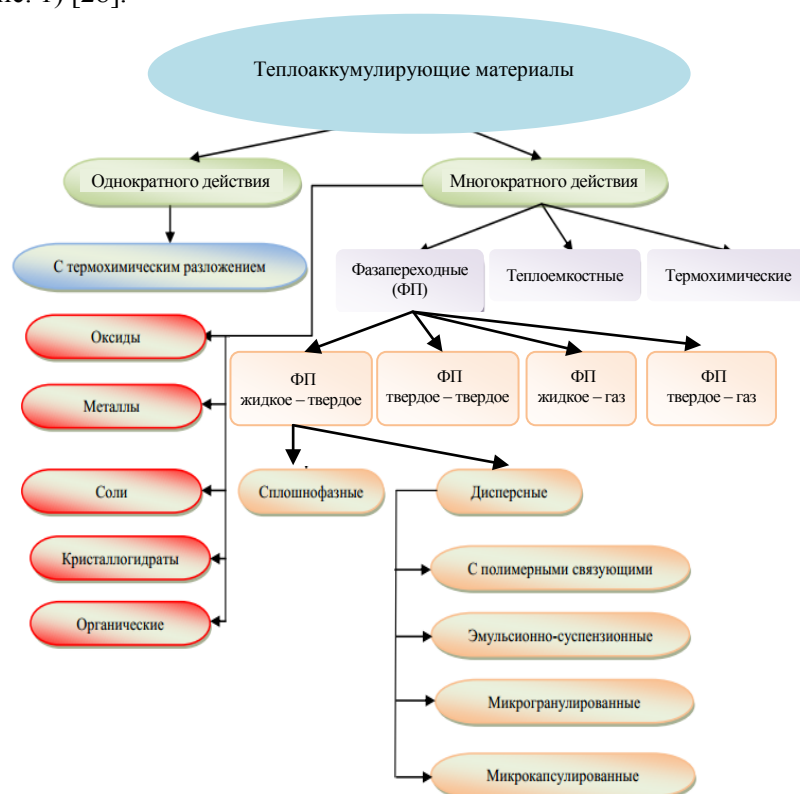 Теплоаккумулирующие материалы
Однократного действия
Многократного действия
С термохимическим разложением
Фазапереходные
(ФП)
Теплоемкостные
Термохимические
Оксиды
Металлы
Соли
Кристаллогидраты
Органические
ФП
жидкое – твердое
ФП
твердое – твердое
ФП
жидкое – газ
ФП
твердое – газ
Сплошнофазные
Дисперсные
С полимерными связующими
Эмульсионно-суспензионные
Микрогранулированные
Микрокапсулированные